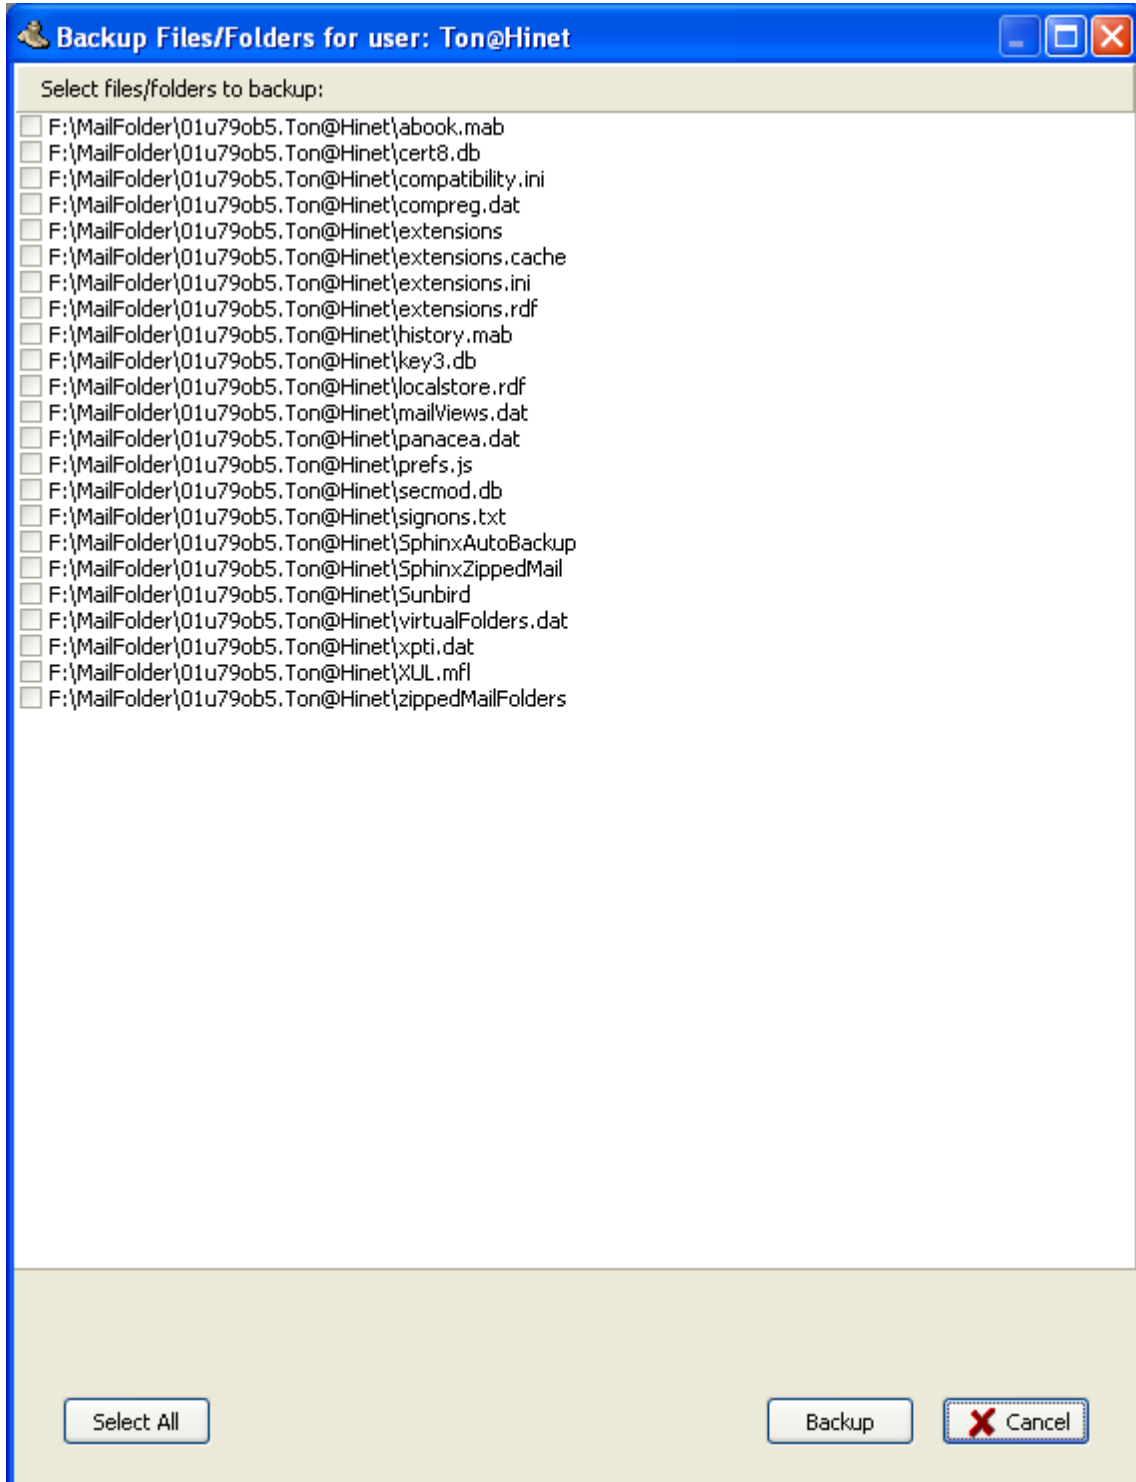 Backup Files/Folders for user: Ton@Hinet
Select files/folders to backup:
F:\MailFolder\01u79ob5.Ton@Hinet\abook.mab
F:\MailFolder\01u79ob5.Ton@Hinet\cert8.db
F:\MailFolder\01u79ob5.Ton@Hinet\compatibility.ini
F:\MailFolder\01u79ob5.Ton@Hinet\compreg.dat
F:\MailFolder\01u79ob5.Ton@Hinet\extensions
F:\MailFolder\01u79ob5.Ton@Hinet\extensions.cache
F:\MailFolder\01u79ob5.Ton@Hinet\extensions.ini
F:\MailFolder\01u79ob5.Ton@Hinet\extensions.rdf
F:\MailFolder\01u79ob5.Ton@Hinet\history.mab
F:\MailFolder\01u79ob5.Ton@Hinet\key3.db
F:\MailFolder\01u79ob5.Ton@Hinet\localstore.rdf
F:\MailFolder\01u79ob5.Ton@Hinet\mailViews.dat
F:\MailFolder\01u79ob5.Ton@Hinet\panacea.dat
F:\MailFolder\01u79ob5.Ton@Hinet\prefs.js
F:\MailFolder\01u79ob5.Ton@Hinet\secmod.db
F:\MailFolder\01u79ob5.Ton@Hinet\signons.txt
F:\MailFolder\01u79ob5.Ton@Hinet\SphinxAutoBackup
F:\MailFolder\01u79ob5.Ton@Hinet\SphinxZippedMail
F:\MailFolder\01u79ob5.Ton@Hinet\Sunbird
F:\MailFolder\01u79ob5.Ton@Hinet\virtualFolders.dat
F:\MailFolder\01u79ob5.Ton@Hinet\xpti.dat
F:\MailFolder\01u79ob5.Ton@Hinet\XUL.mfl
F:\MailFolder\01u79ob5.Ton@Hinet\zippedMailFolders
Select All Backup Cancel